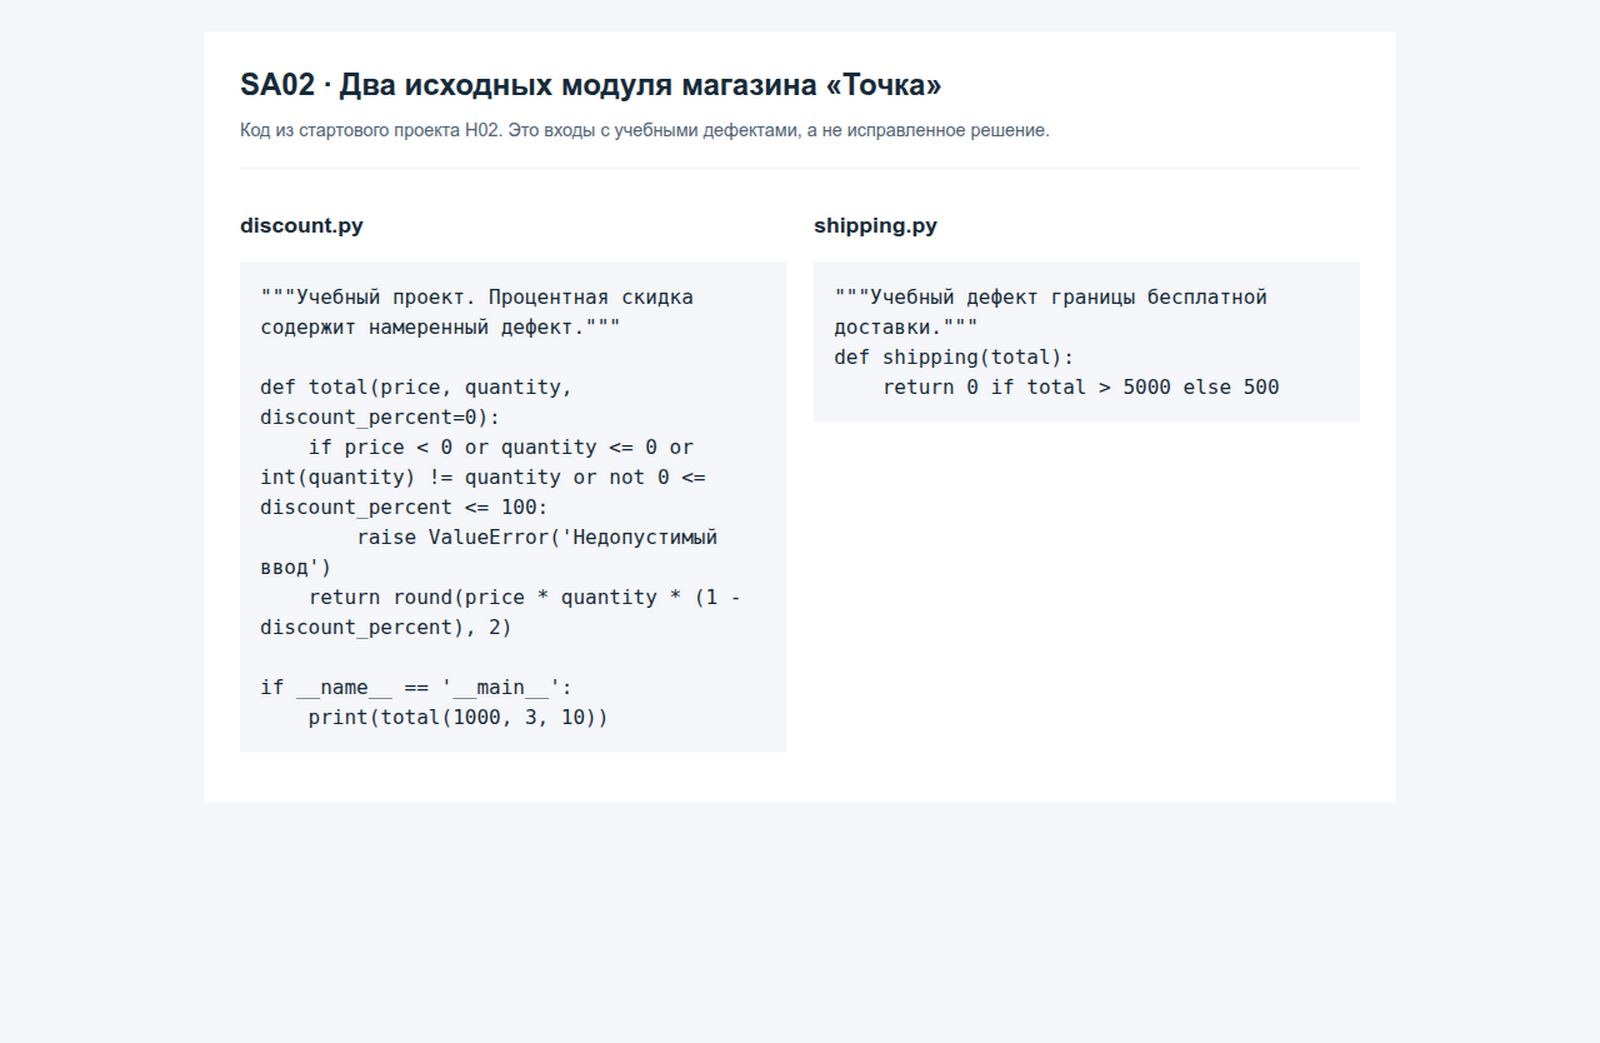 SA02 · Два исходных модуля магазина «Точка»
Код из стартового проекта H02. Это входы с учебными дефектами, а не исправленное решение.
discount.py
"""Учебный проект. Процентная скидка
содержит намеренный дефект."""
def total(price, quantity,
discount_percent=0):
    if price < 0 or quantity <= 0 or
int(quantity) != quantity or not 0 <=
discount_percent <= 100:
        raise ValueError('Недопустимый
ввод')
    return round(price * quantity * (1 -
discount_percent), 2)
if __name__ == '__main__':
    print(total(1000, 3, 10))
shipping.py
"""Учебный дефект границы бесплатной
доставки."""
def shipping(total):
    return 0 if total > 5000 else 500